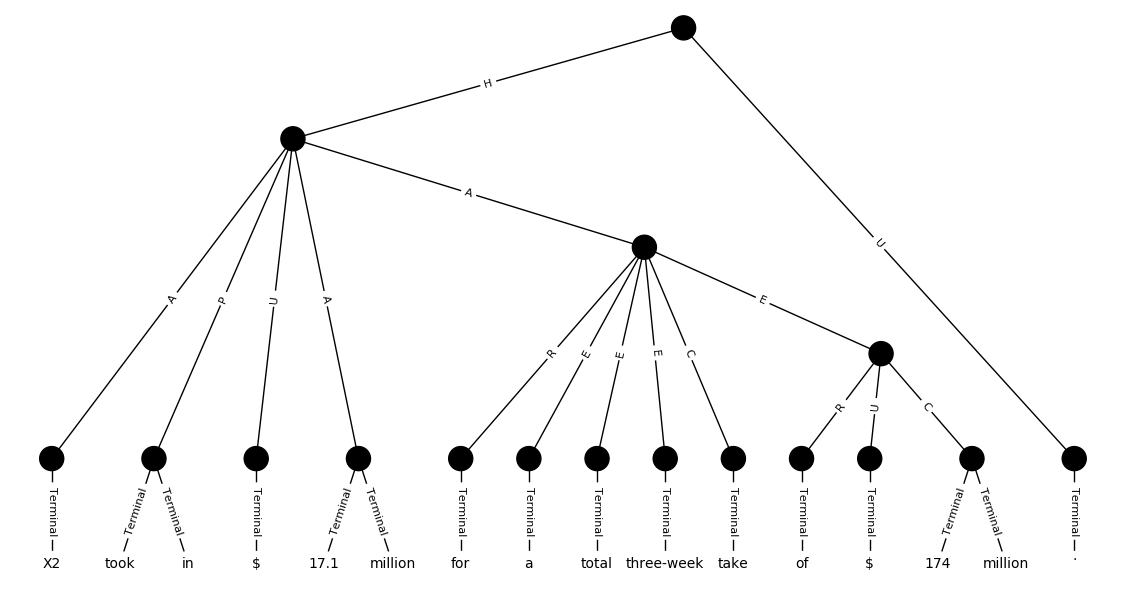 H
A
A
P
U
A
U
E
R
E
E
E
C
R
U
C
Terminal Terminal Terminal Terminal Terminal Terminal Terminal Terminal Terminal Terminal Terminal Terminal Terminal Terminal Terminal Terminal
X2 took in $ 17.1 million for a total three-week take of $ 174 million .